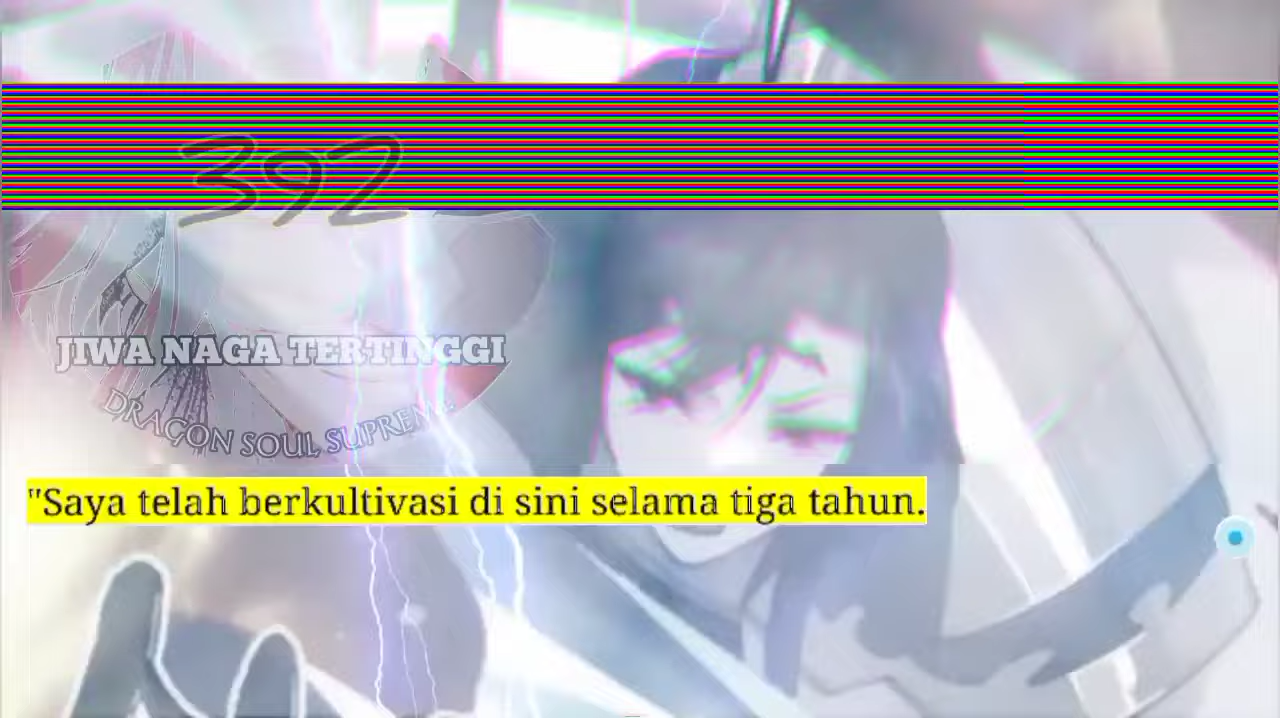 392
JIWA NAGA TERTINGGI
DRAGON SOUL SUPREME
"Saya telah berkultivasi di sini selama tiga tahun.